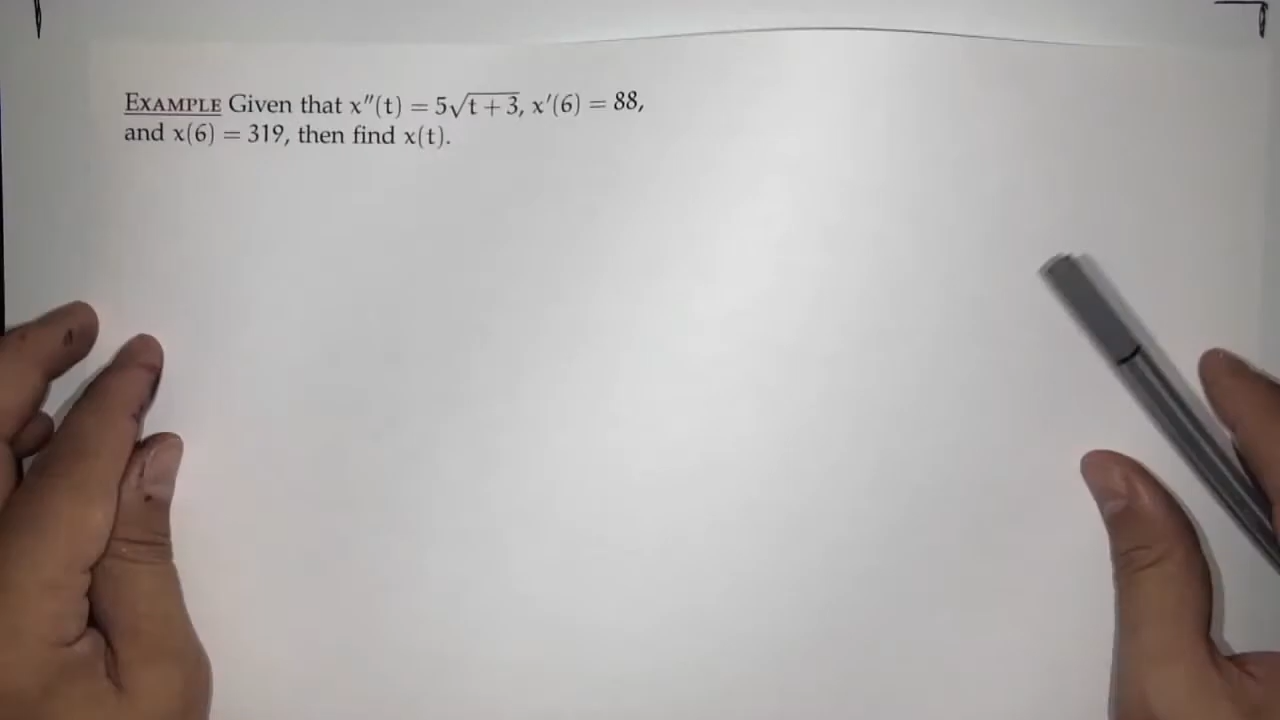 EXAMPLE Given that x″(t) = 5√(t + 3), x′(6) = 88,
and x(6) = 319, then find x(t).